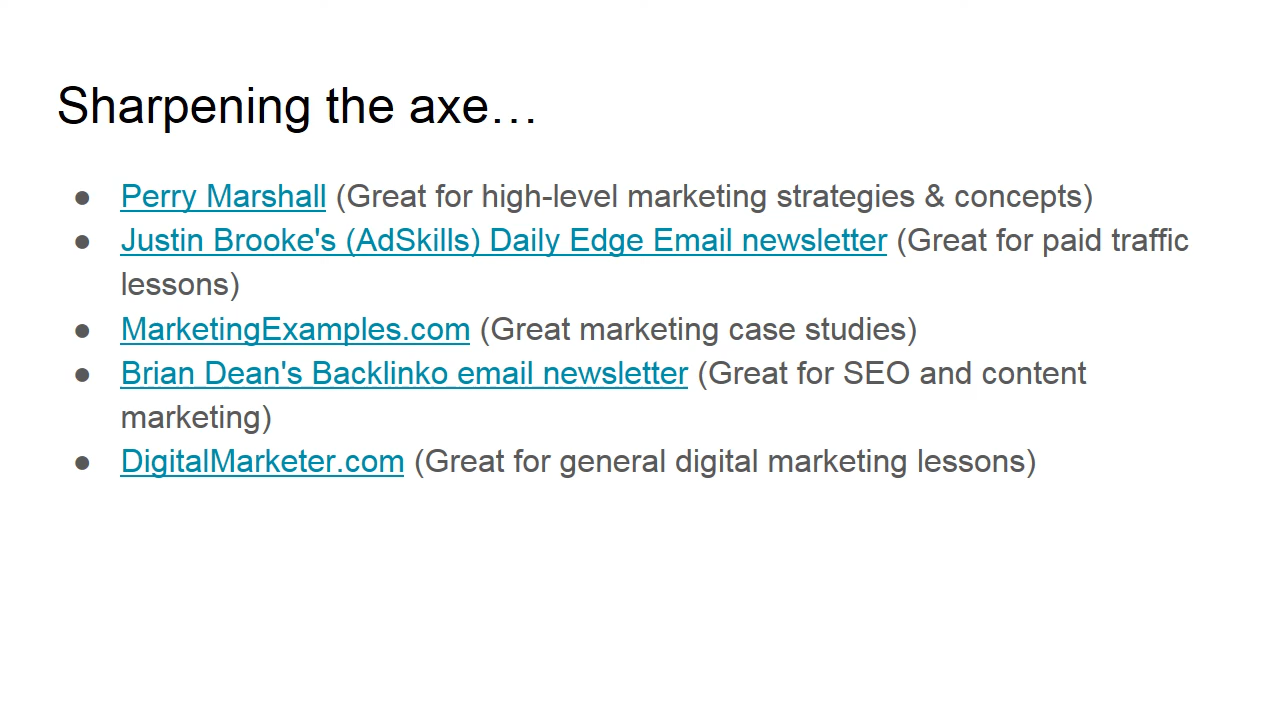 Sharpening the axe…
● Perry Marshall (Great for high-level marketing strategies & concepts)
● Justin Brooke's (AdSkills) Daily Edge Email newsletter (Great for paid traffic
lessons)
● MarketingExamples.com (Great marketing case studies)
● Brian Dean's Backlinko email newsletter (Great for SEO and content
marketing)
● DigitalMarketer.com (Great for general digital marketing lessons)